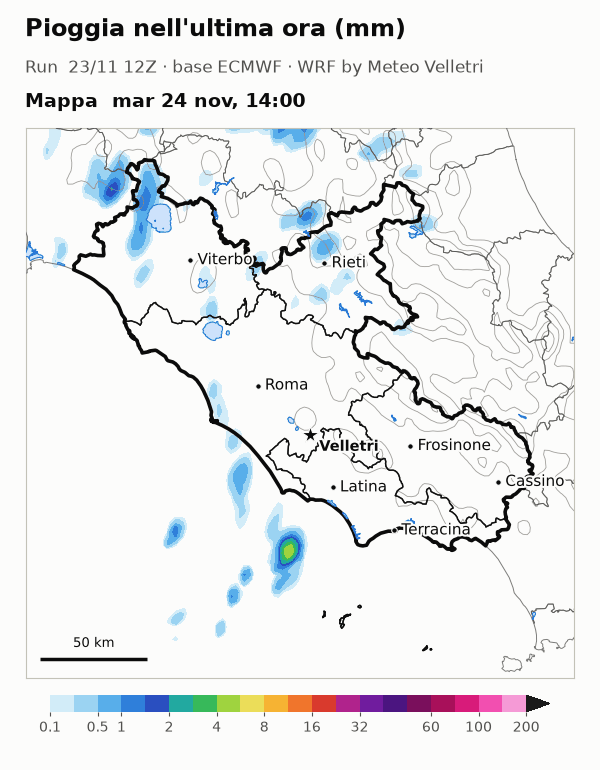 Pioggia nell'ultima ora (mm)
Run  23/11 12Z · base ECMWF · WRF by Meteo Velletri
Mappa  mar 24 nov, 14:00
Viterbo
Rieti
Roma
Velletri
Frosinone
Latina
Cassino
Terracina
50 km
0.1 0.5 1 2 4 8 16 32 60 100 200